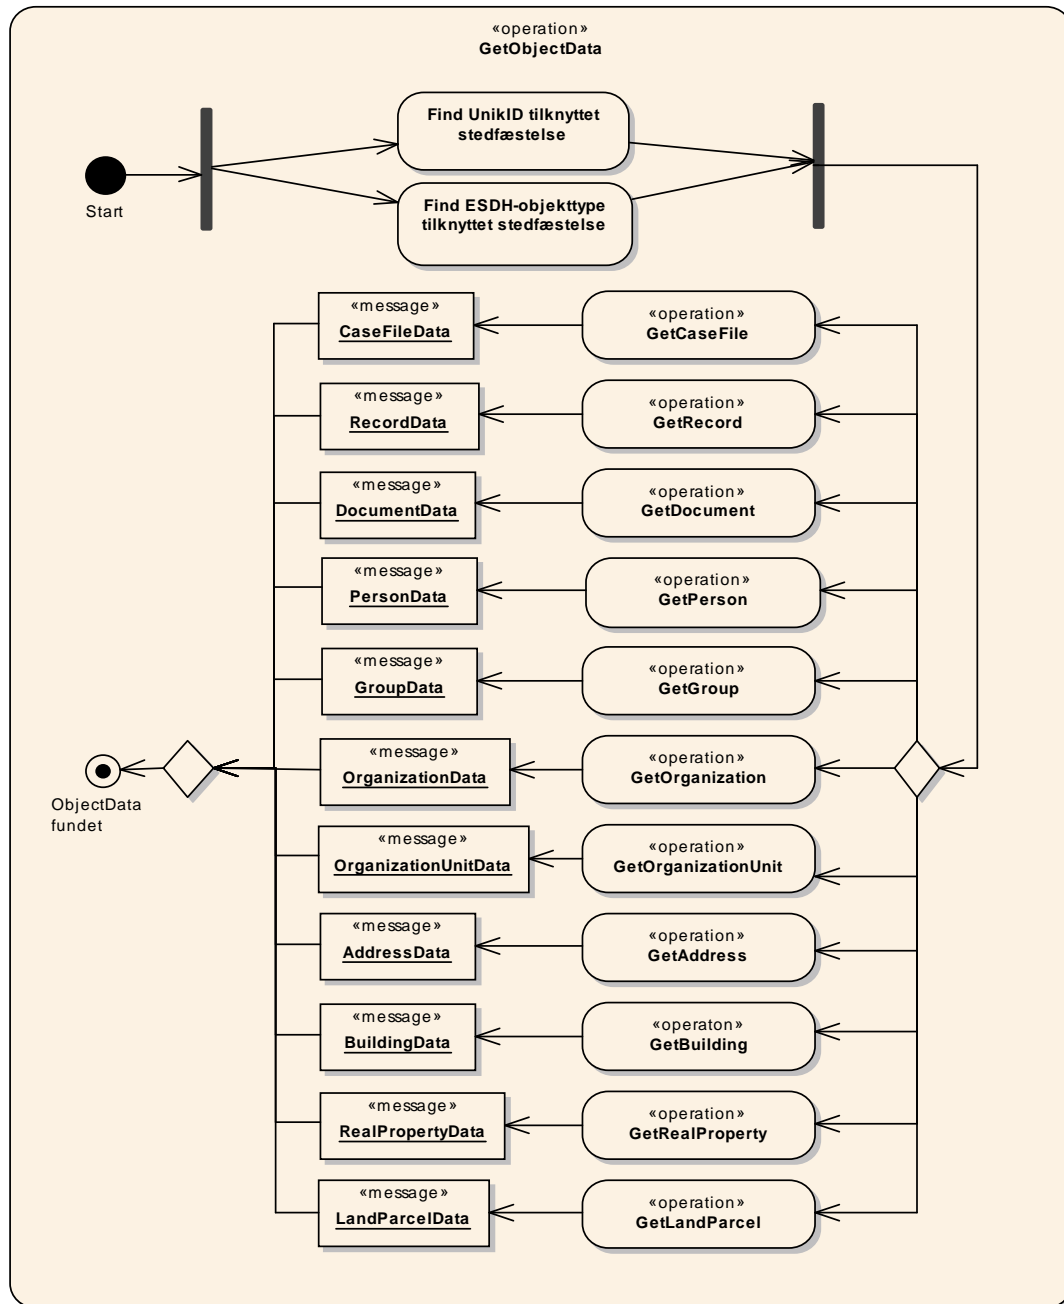 «operation»
GetObjectData
Find UnikID tilknyttet
stedfæstelse
Start
Find ESDH-objekttype
tilknyttet stedfæstelse
«message»
CaseFileData
«operation»
GetCaseFile
«message»
RecordData
«operation»
GetRecord
«message»
DocumentData
«operation»
GetDocument
«message»
PersonData
«operation»
GetPerson
«message»
GroupData
«operation»
GetGroup
«message»
OrganizationData
«operation»
GetOrganization
ObjectData
fundet
«message»
OrganizationUnitData
«operation»
GetOrganizationUnit
«message»
AddressData
«operation»
GetAddress
«message»
BuildingData
«operaton»
GetBuilding
«message»
RealPropertyData
«operation»
GetRealProperty
«message»
LandParcelData
«operation»
GetLandParcel